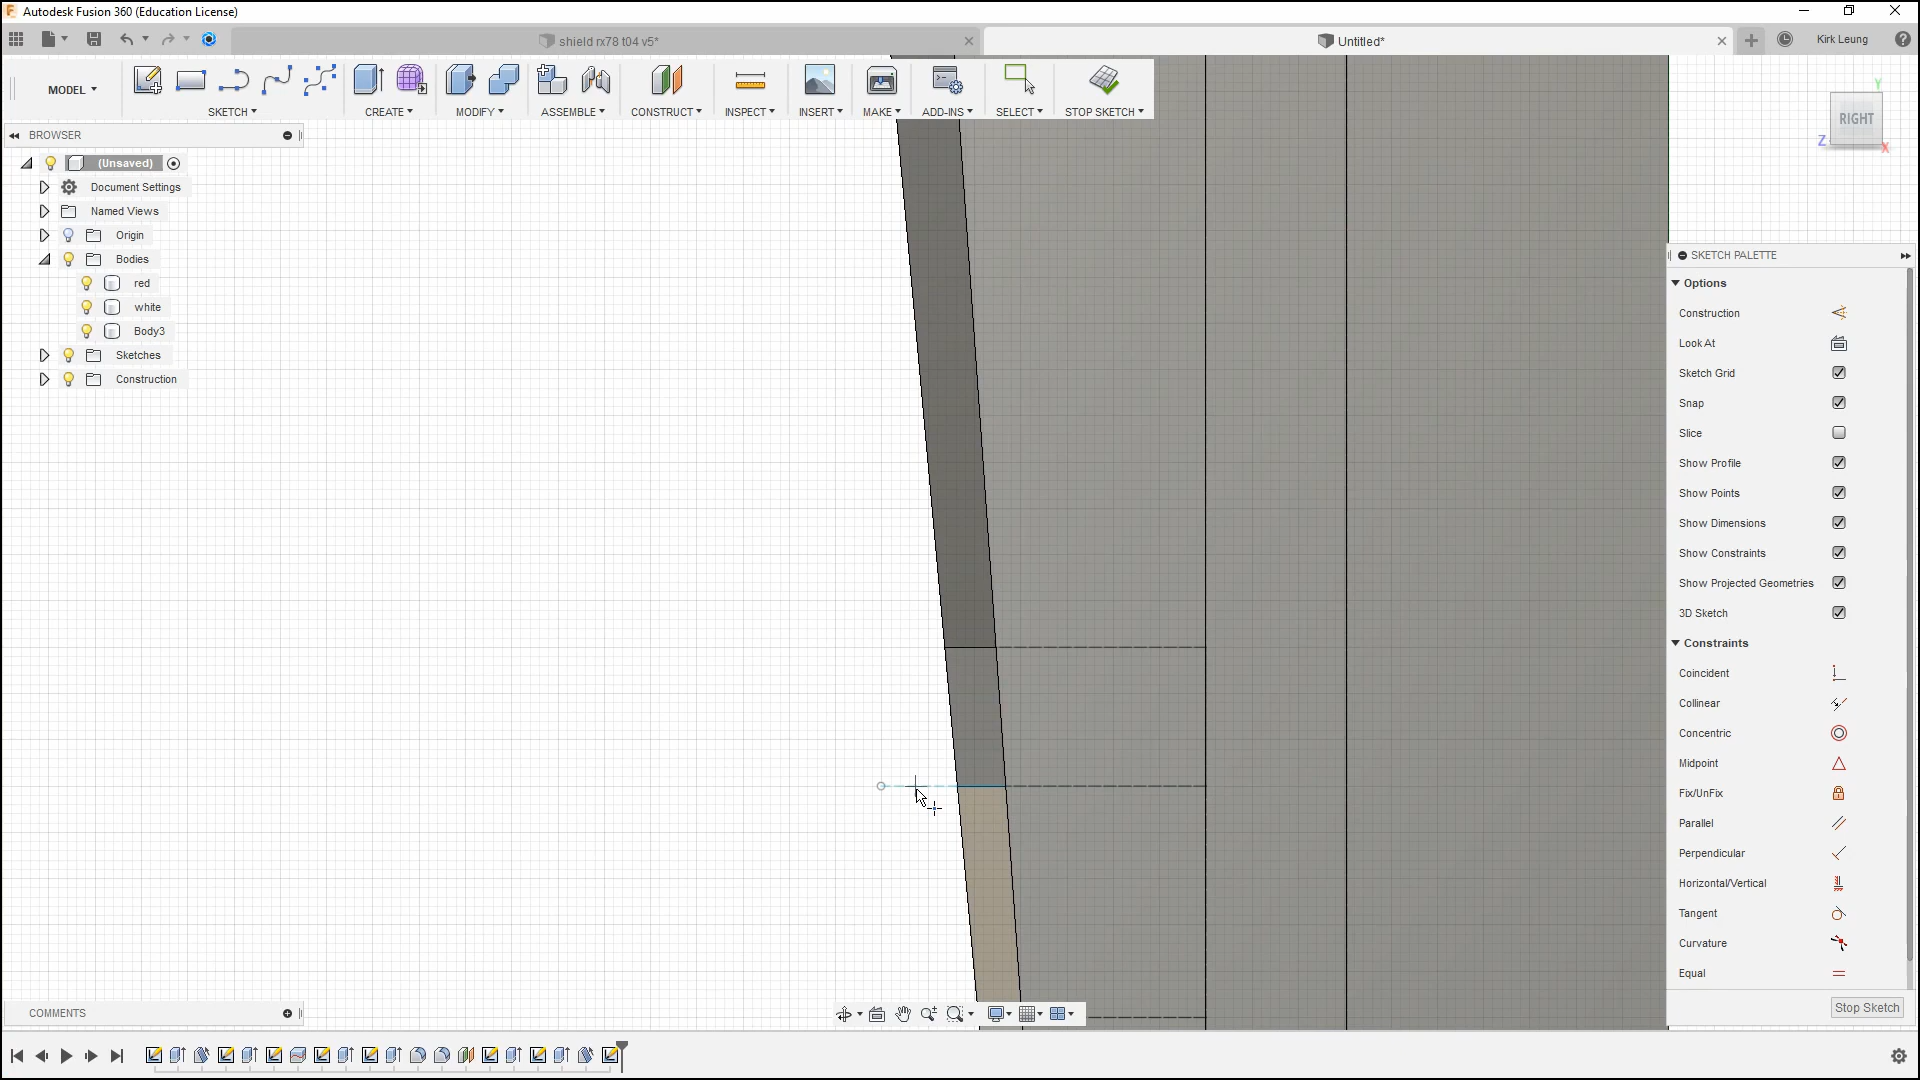 Autodesk Fusion 360 (Education License)
shield rx78 t04 v5*
Untitled*
Kirk Leung
MODEL
SKETCH
CREATE
MODIFY
ASSEMBLE
CONSTRUCT
INSPECT
INSERT
MAKE
ADD-INS
SELECT
STOP SKETCH
Y
RIGHT
Z
X
BROWSER
(Unsaved)
Document Settings
Named Views
Origin
Bodies
red
white
Body3
Sketches
Construction
SKETCH PALETTE
Options
Construction
Look At
Sketch Grid
Snap
Slice
Show Profile
Show Points
Show Dimensions
Show Constraints
Show Projected Geometries
3D Sketch
Constraints
Coincident
Collinear
Concentric
Midpoint
Fix/UnFix
Parallel
Perpendicular
Horizontal/Vertical
Tangent
Curvature
Equal
Stop Sketch
COMMENTS